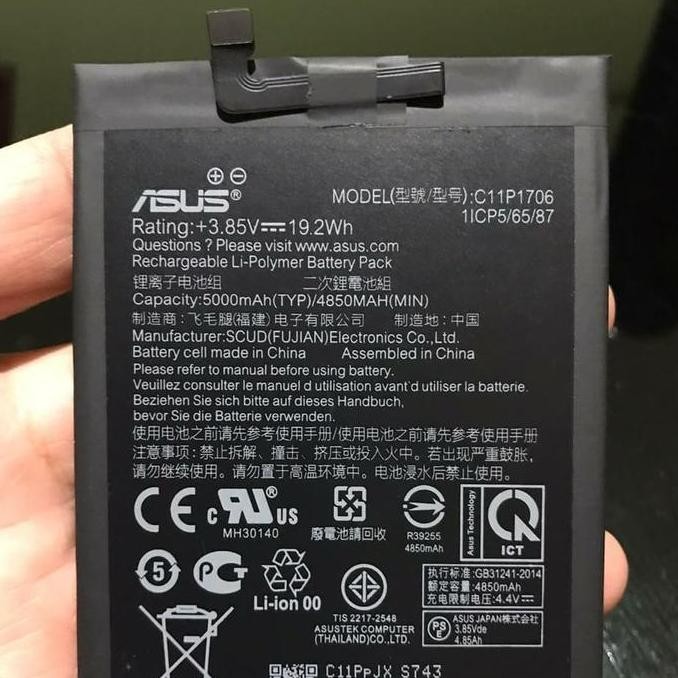 ASUS®
MODEL(型號/型号):C11P1706
1ICP5/65/87
Rating:+3.85V⎓19.2Wh
Questions ? Please visit www.asus.com
Rechargeable Li-Polymer Battery Pack
锂离子电池组 二次鋰電池組
Capacity:5000mAh(TYP)/4850MAH(MIN)
制造商：飞毛腿(福建)电子有限公司 制造地：中国
Manufacturer:SCUD(FUJIAN)Electronics Co.,Ltd.
Battery cell made in China Assembled in China
Please refer to manual before using battery.
Veuillez consulter le manuel d utilisation avant d utiliser la batterie.
Beziehen Sie sich bitte auf dieses Handbuch,
bevor Sie die Batterie verwenden.
使用电池之前请先参考使用手册/使用电池之前请先参考使用手册
注意事项：禁止拆解、撞击、挤压或投入火中。若出现严重鼓胀，
请勿继续使用。请勿置于高温环境中。电池浸水后禁止使用。
CE
c RU® US
MH30140
廢電池請回收
R39255
4850mAh
Asus Technology
ICT
5
PCT
Li-ion 00
TIS 2217-2548
ASUSTEK COMPUTER
(THAILAND)CO.,LTD.
执行标准:GB31241-2014
额定容量:4850mAh
充电限制电压:4.4V⎓
PSE
ASUS JAPAN株式会社
3.85Vdc
4.85Ah
C11PpJX S743